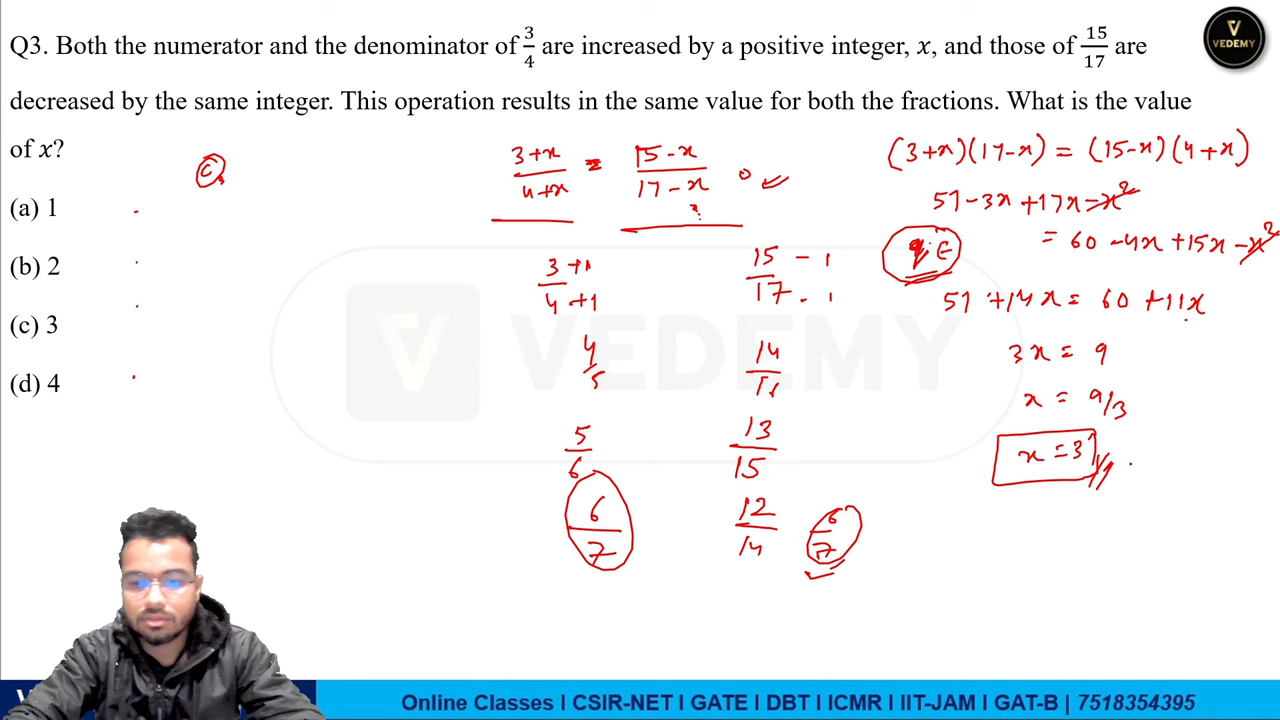 Q3. Both the numerator and the denominator of 3/4 are increased by a positive integer, x, and those of 15/17 are
decreased by the same integer. This operation results in the same value for both the fractions. What is the value
of x?
(a) 1
(b) 2
(c) 3
(d) 4
C
3+x/4+x = 15-x/17-x
3+1/4+1 15-1/17-1
4/5
5/6 13/15
6/7 12/14 6/7
(3+x)(17-x) = (15-x)(4+x)
51-3x+17x-x²
= 60-4x+15x-x²
51+14x = 60+11x
3x = 9
x = 9/3
x = 3
VEDEMY
VEDEMY
Online Classes I CSIR-NET I GATE I DBT I ICMR I IIT-JAM I GAT-B | 7518354395